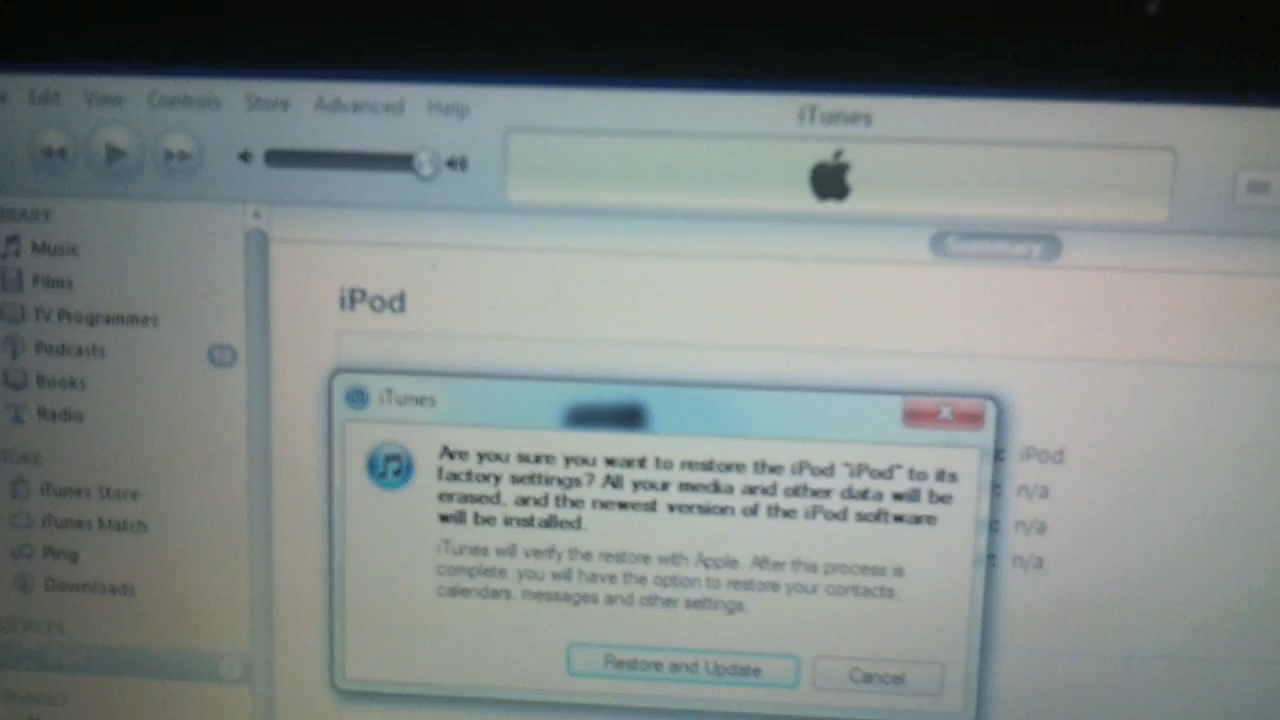 Edit View Controls Store Advanced Help
iTunes
Music
Films
TV Programmes
Podcasts
Books
Radio
iTunes Store
iTunes Match
Ping
Downloads
Summary
iPod
iPod
n/a
n/a
n/a
iTunes
Are you sure you want to restore the iPod "iPod" to its
factory settings? All your media and other data will be
erased, and the newest version of the iPod software
will be installed.
iTunes will verify the restore with Apple. After this process is
complete, you will have the option to restore your contacts,
calendars, messages and other settings.
Restore and Update Cancel